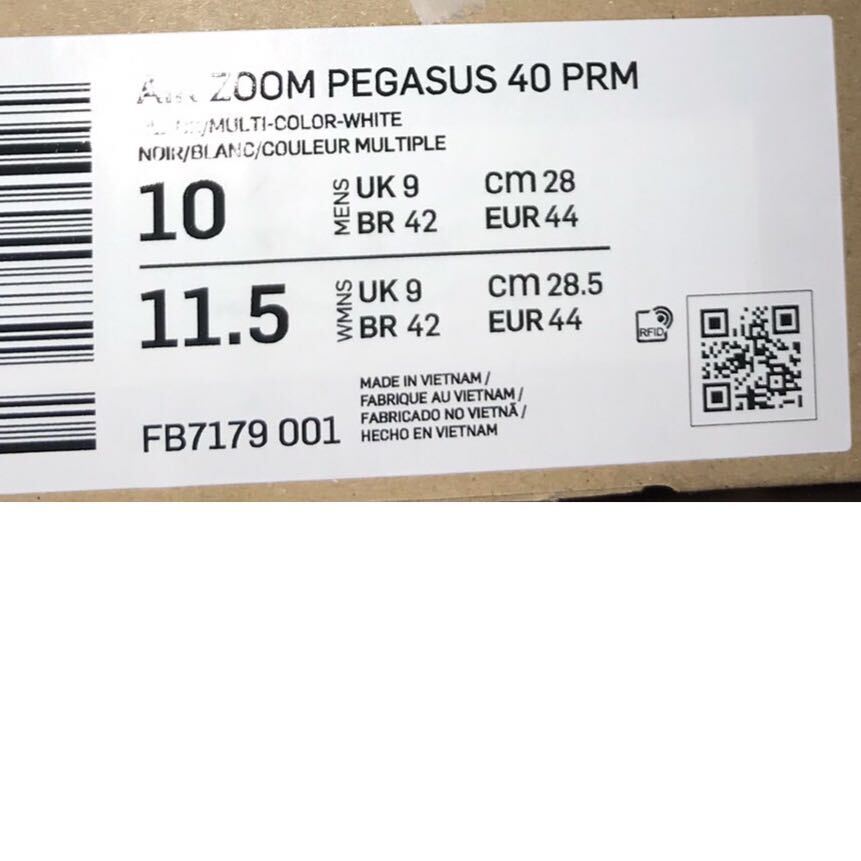 AIR ZOOM PEGASUS 40 PRM
/MULTI-COLOR-WHITE
NOIR/BLANC/COULEUR MULTIPLE
10 MENS UK 9 cm 28
BR 42 EUR 44
11.5 WMNS UK 9 cm 28.5
BR 42 EUR 44
RFID
MADE IN VIETNAM /
FABRIQUE AU VIETNAM /
FABRICADO NO VIETNÃ /
HECHO EN VIETNAM
FB7179 001